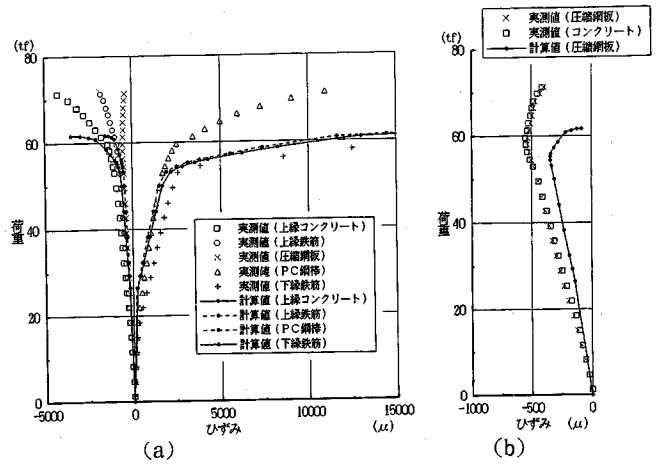 (tf)
80
60
40
20
0
荷重
-5000
0
5000
10000
15000
ひずみ
(μ)
実測値(上縁コンクリート)
実測値(上縁鉄筋)
実測値(圧縮鋼板)
実測値(PC鋼棒)
実測値(下縁鉄筋)
計算値(上縁コンクリート)
計算値(上縁鉄筋)
計算値(PC鋼棒)
計算値(下縁鉄筋)
(a)
実測値(圧縮鋼板)
実測値(コンクリート)
計算値(圧縮鋼板)
(tf)
80
60
40
20
0
荷重
-1000
-500
0
ひずみ
(μ)
(b)